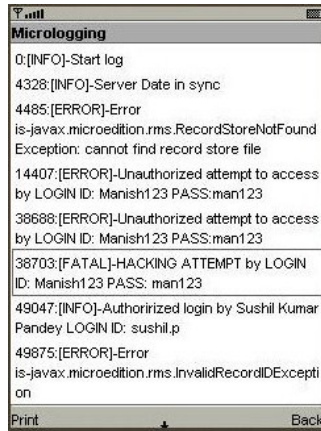 Micrologging
0:[INFO]-Start log
4328:[INFO]-Server Date in sync
4485:[ERROR]-Error
is-javax.microedition.rms.RecordStoreNotFound
Exception: cannot find record store file
14407:[ERROR]-Unauthorized attempt to access
by LOGIN ID: Manish123 PASS:man123
38688:[ERROR]-Unauthorized attempt to access
by LOGIN ID: Manish123 PASS:man123
38703:[FATAL]-HACKING ATTEMPT by LOGIN
ID: Manish123 PASS: man123
49047:[INFO]-Authorirized login by Sushil Kumar
Pandey LOGIN ID: sushil.p
49875:[ERROR]-Error
is-javax.microedition.rms.InvalidRecordIDExcepti
on
Print
Back